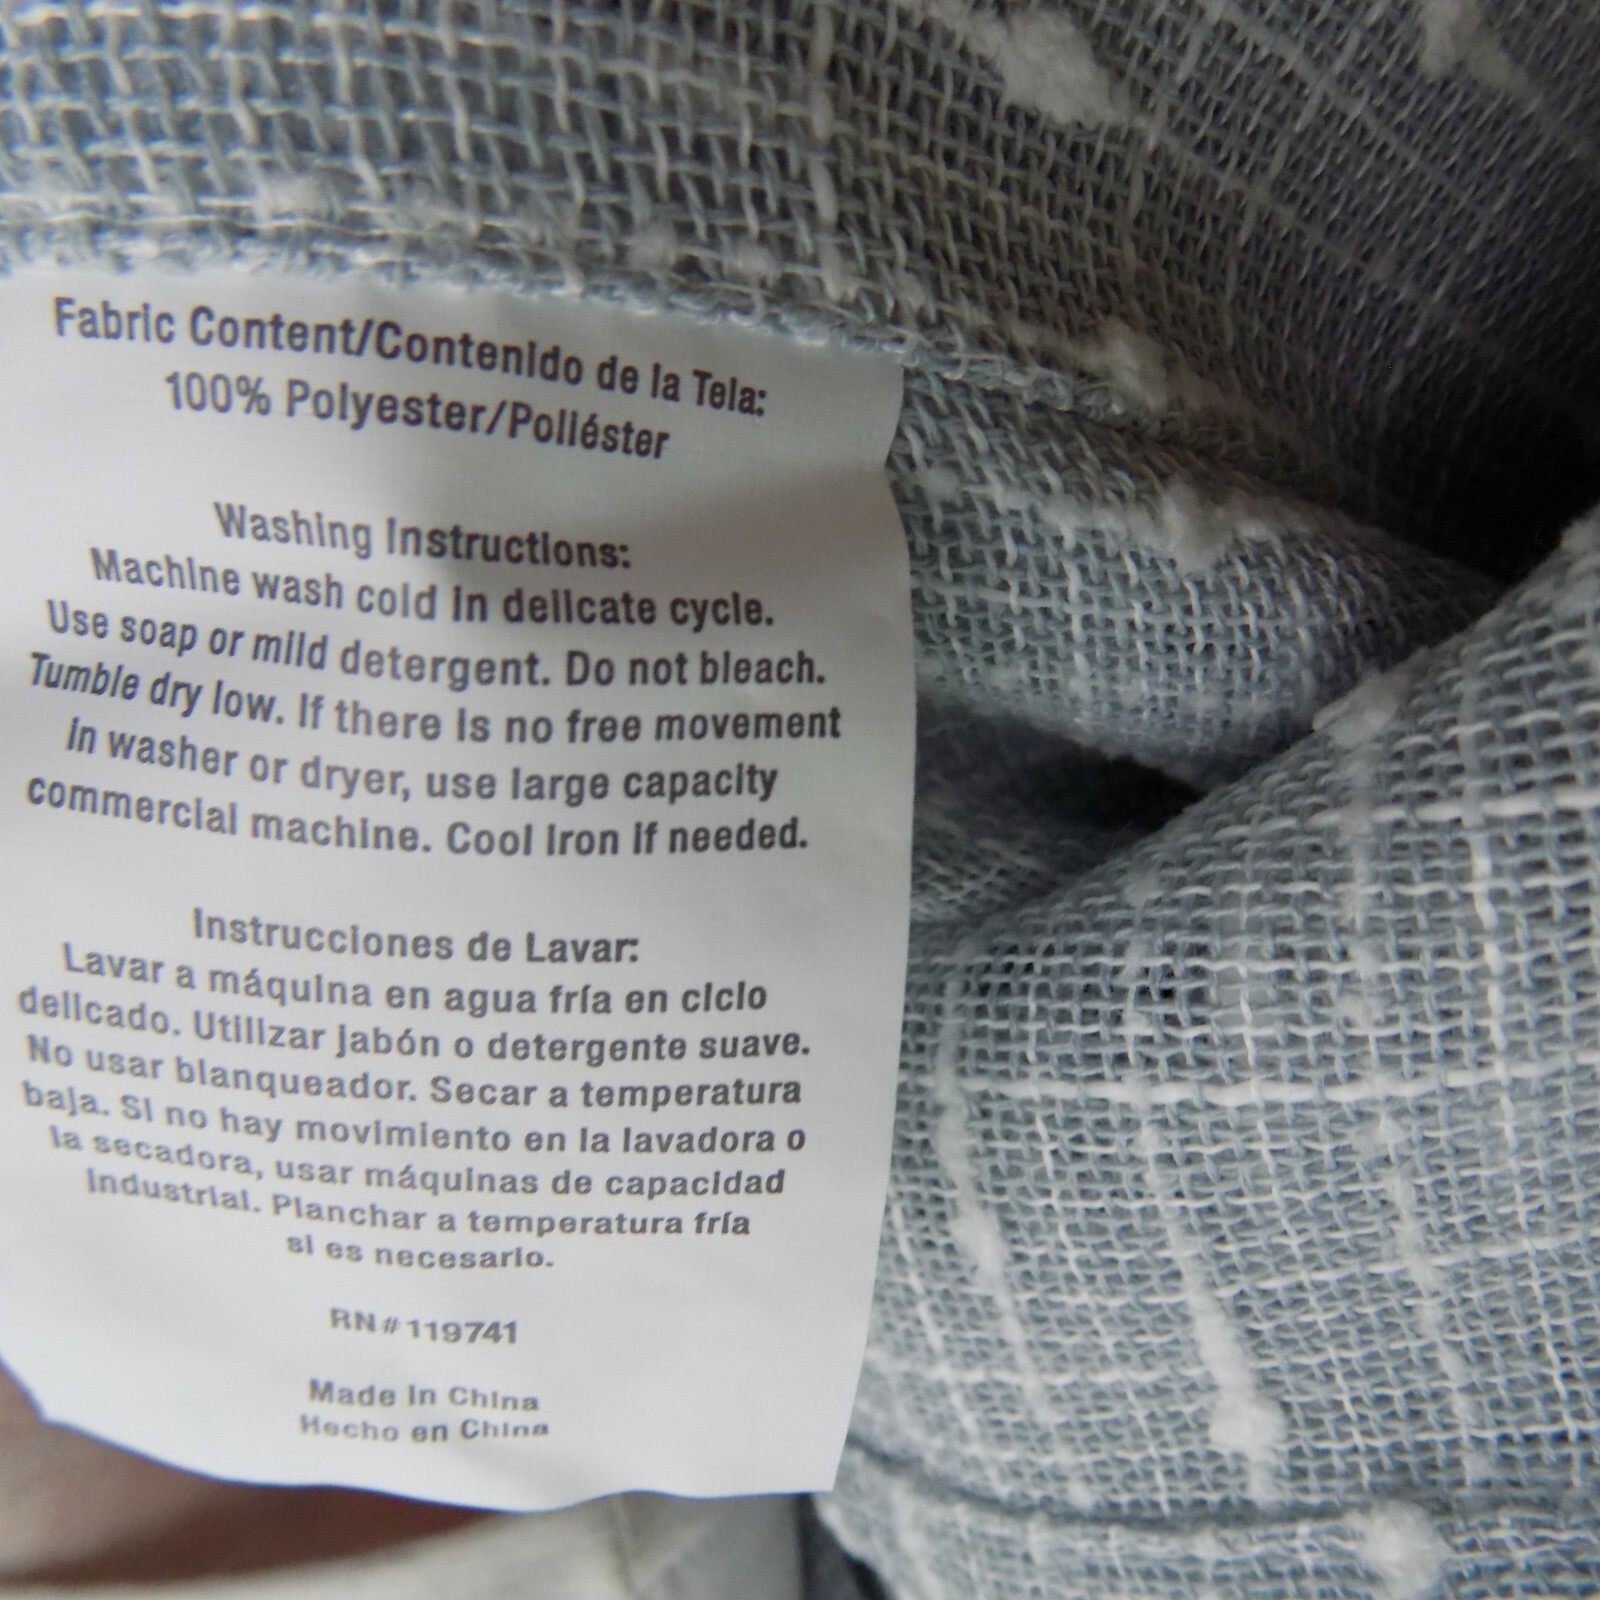 Fabric Content/Contenido de la Tela:
100% Polyester/Poliéster
Washing Instructions:
Machine wash cold in delicate cycle.
Use soap or mild detergent. Do not bleach.
Tumble dry low. If there is no free movement
in washer or dryer, use large capacity
commercial machine. Cool iron if needed.
Instrucciones de Lavar:
Lavar a máquina en agua fría en ciclo
delicado. Utilizar jabón o detergente suave.
No usar blanqueador. Secar a temperatura
baja. Si no hay movimiento en la lavadora o
la secadora, usar máquinas de capacidad
industrial. Planchar a temperatura fría
si es necesario.
RN#119741
Made in China
Hecho en China